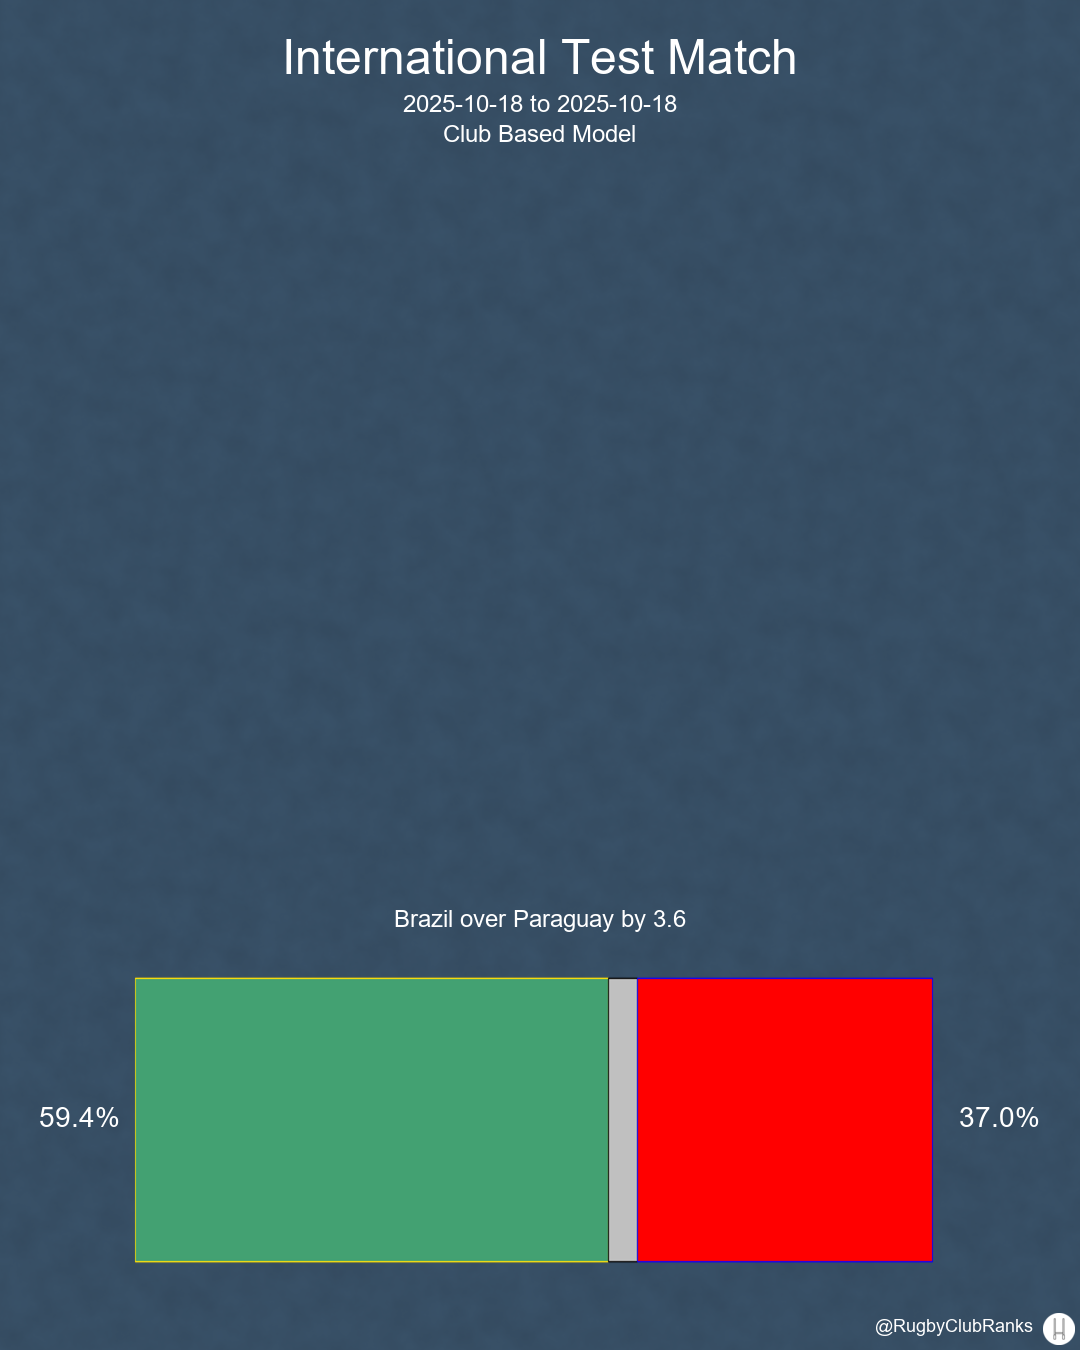 International Test Match
2025-10-18 to 2025-10-18
Club Based Model
Brazil over Paraguay by 3.6
59.4%
37.0%
@RugbyClubRanks